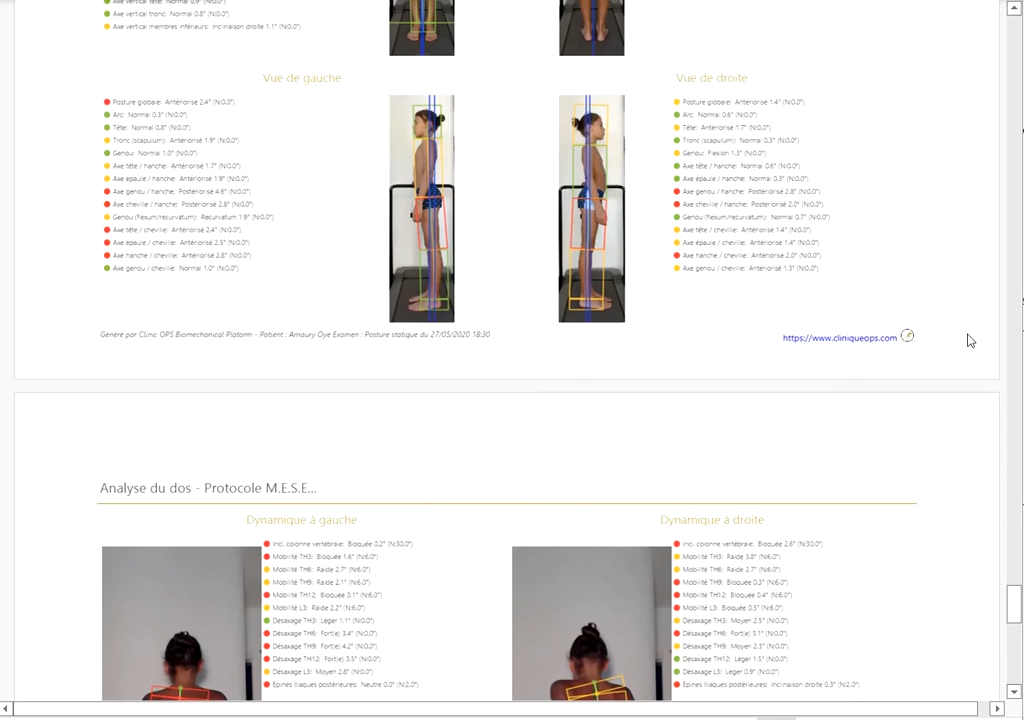 Axe vertical tête: Normal 0.9° (N:0.0°)
Axe vertical tronc: Normal 0.8° (N:0.0°)
Axe vertical membres inférieurs: Inclinaison droite 1.1° (N:0.0°)
Vue de gauche
Posture globale: Antériorisé 2.4° (N:0.0°)
Arc: Normal 0.3° (N:0.0°)
Tête: Normal 0.8° (N:0.0°)
Tronc (scapulum): Antériorisé 1.9° (N:0.0°)
Genou: Normal 1.0° (N:0.0°)
Axe tête / hanche: Antériorisé 1.7° (N:0.0°)
Axe épaule / hanche: Antériorisé 1.9° (N:0.0°)
Axe genou / hanche: Postériorisé 4.6° (N:0.0°)
Axe cheville / hanche: Postériorisé 2.8° (N:0.0°)
Genou (flexum/recurvatum): Recurvatum 1.9° (N:0.0°)
Axe tête / cheville: Antériorisé 2.4° (N:0.0°)
Axe épaule / cheville: Antériorisé 2.5° (N:0.0°)
Axe hanche / cheville: Antériorisé 2.8° (N:0.0°)
Axe genou / cheville: Normal 1.0° (N:0.0°)
Vue de droite
Posture globale: Antériorisé 1.4° (N:0.0°)
Arc: Normal 0.6° (N:0.0°)
Tête: Antériorisé 1.7° (N:0.0°)
Tronc (scapulum): Normal 0.3° (N:0.0°)
Genou: Flexion 1.3° (N:0.0°)
Axe tête / hanche: Normal 0.6° (N:0.0°)
Axe épaule / hanche: Normal 0.3° (N:0.0°)
Axe genou / hanche: Postériorisé 2.8° (N:0.0°)
Axe cheville / hanche: Postériorisé 2.0° (N:0.0°)
Genou (flexum/recurvatum): Normal 0.7° (N:0.0°)
Axe tête / cheville: Antériorisé 1.4° (N:0.0°)
Axe épaule / cheville: Antériorisé 1.4° (N:0.0°)
Axe hanche / cheville: Antériorisé 2.0° (N:0.0°)
Axe genou / cheville: Antériorisé 1.3° (N:0.0°)
Généré par Clinic OPS Biomechanical Platorm - Patient : Amaury Oye Examen : Posture statique du 27/05/2020 18:30
https://www.cliniqueops.com
Analyse du dos - Protocole M.E.S.E...
Dynamique à gauche
Incl. colonne vertébrale: Bloquée 0.2° (N:30.0°)
Mobilité TH3: Bloquée 1.6° (N:6.0°)
Mobilité TH6: Raide 2.7° (N:6.0°)
Mobilité TH9: Raide 2.1° (N:6.0°)
Mobilité TH12: Bloquée 0.1° (N:6.0°)
Mobilité L3: Raide 2.2° (N:6.0°)
Désaxage TH3: Léger 1.1° (N:0.0°)
Désaxage TH6: Fort(e) 3.4° (N:0.0°)
Désaxage TH9: Fort(e) 4.2° (N:0.0°)
Désaxage TH12: Fort(e) 3.5° (N:0.0°)
Désaxage L3: Moyen 2.8° (N:0.0°)
Epines iliaques postérieures: Neutre 0.0° (N:2.0°)
Dynamique à droite
Incl. colonne vertébrale: Bloquée 2.6° (N:30.0°)
Mobilité TH3: Raide 3.8° (N:6.0°)
Mobilité TH6: Raide 2.7° (N:6.0°)
Mobilité TH9: Bloquée 0.3° (N:6.0°)
Mobilité TH12: Bloquée 0.4° (N:6.0°)
Mobilité L3: Bloquée 0.5° (N:6.0°)
Désaxage TH3: Moyen 2.5° (N:0.0°)
Désaxage TH6: Fort(e) 3.1° (N:0.0°)
Désaxage TH9: Moyen 2.3° (N:0.0°)
Désaxage TH12: Léger 1.5° (N:0.0°)
Désaxage L3: Léger 0.9° (N:0.0°)
Epines iliaques postérieures: Inclinaison droite 0.3° (N:2.0°)